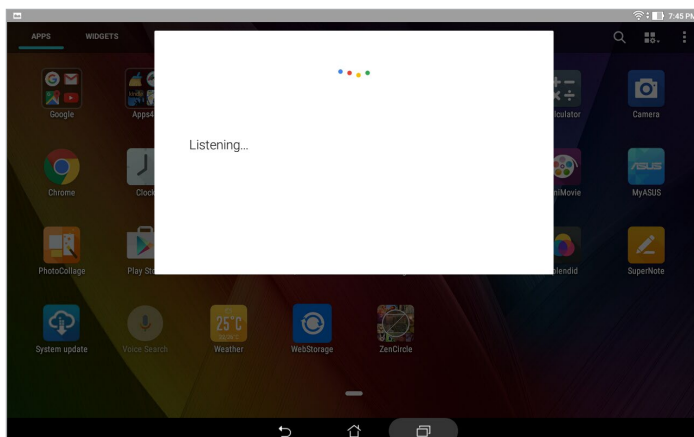 7:45 PM
APPS WIDGETS
Listening...
Google
Camera
Chrome
Clock
MyASUS
PhotoCollage
SuperNote
System update
Voice Search
Weather
WebStorage
ZenCircle
25°C